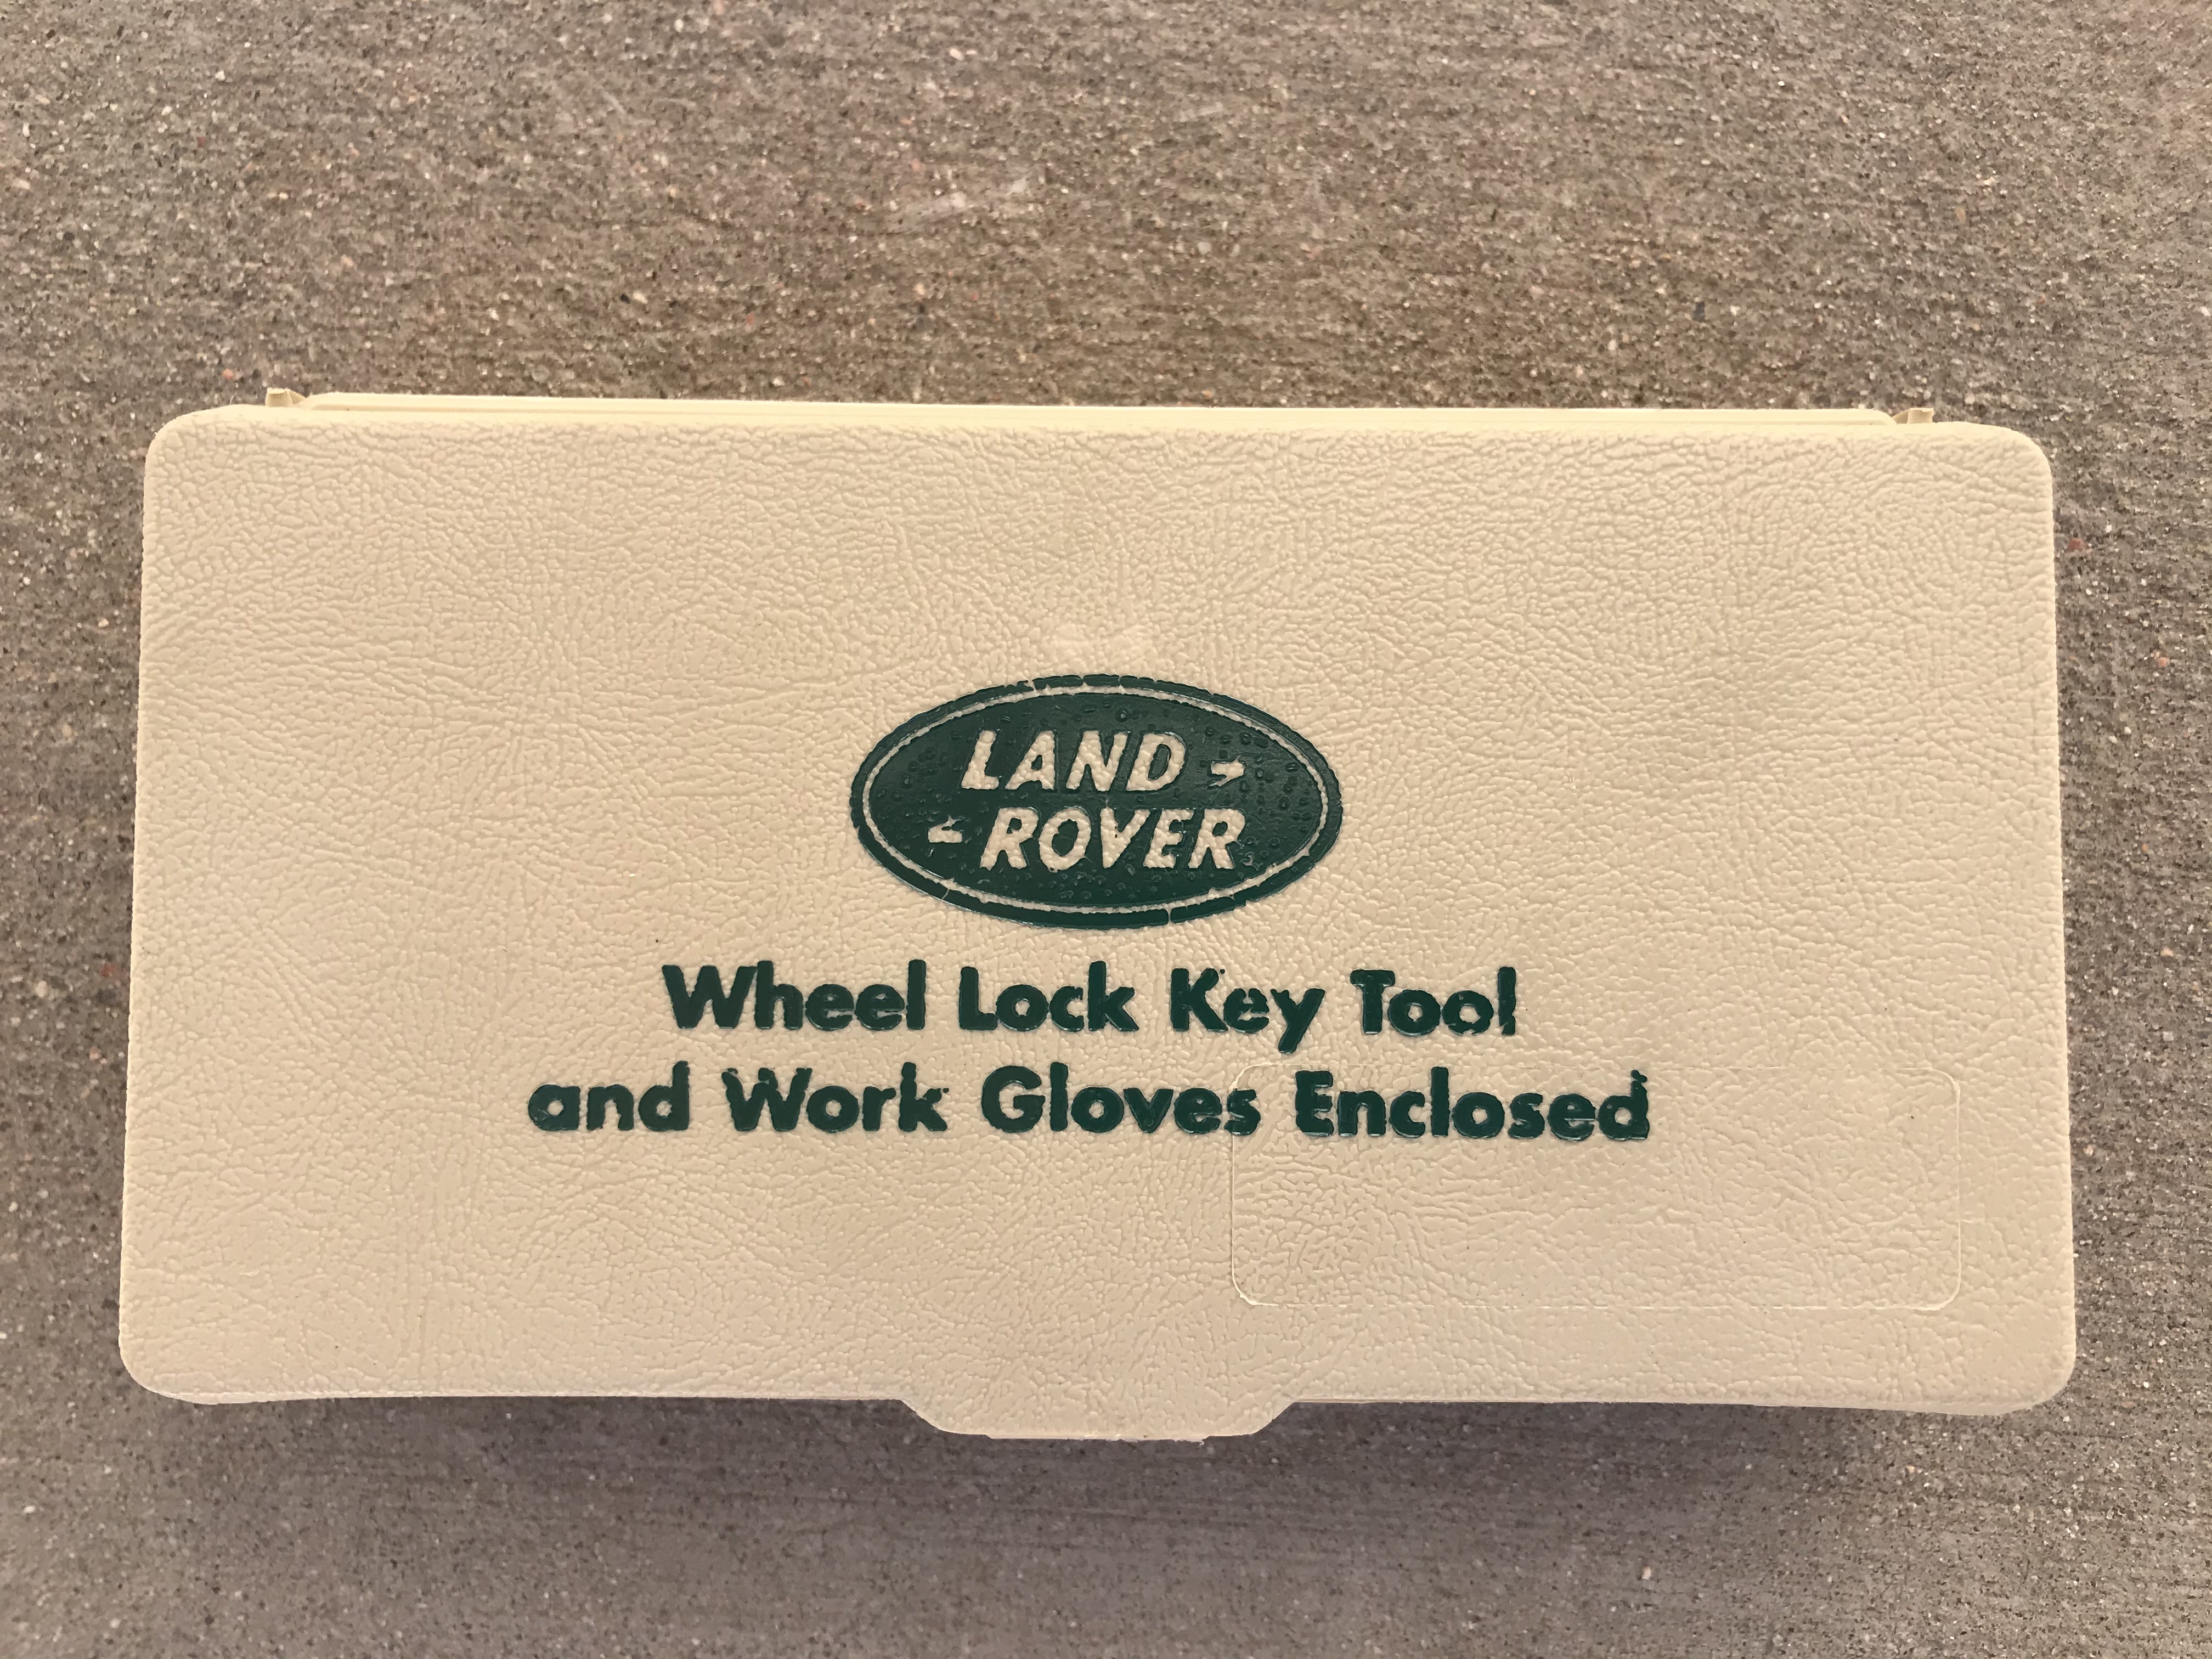 LAND
ROVER
Wheel Lock Key Tool
and Work Gloves Enclosed